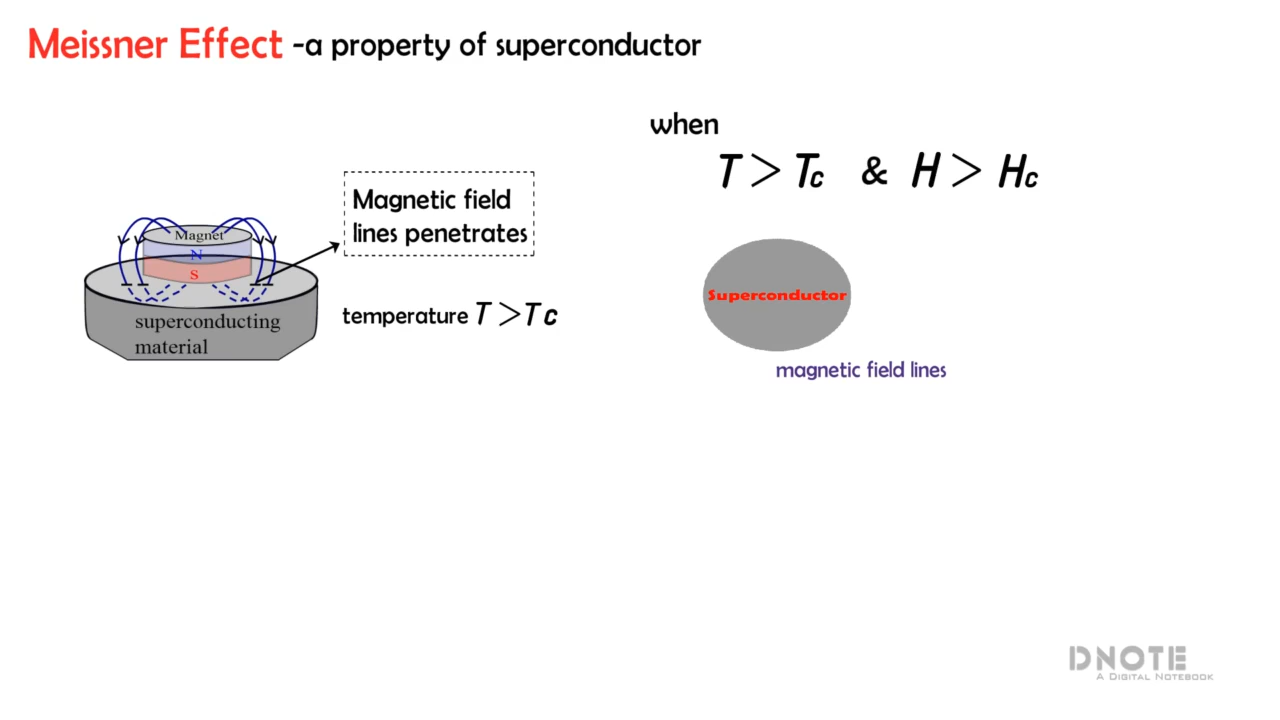 Meissner Effect -a property of superconductor
when
T > Tc & H > Hc
Magnetic field
lines penetrates
Magnet
N
S
superconducting
material
temperature T > Tc
Superconductor
magnetic field lines
DNOTE
A DIGITAL NOTEBOOK